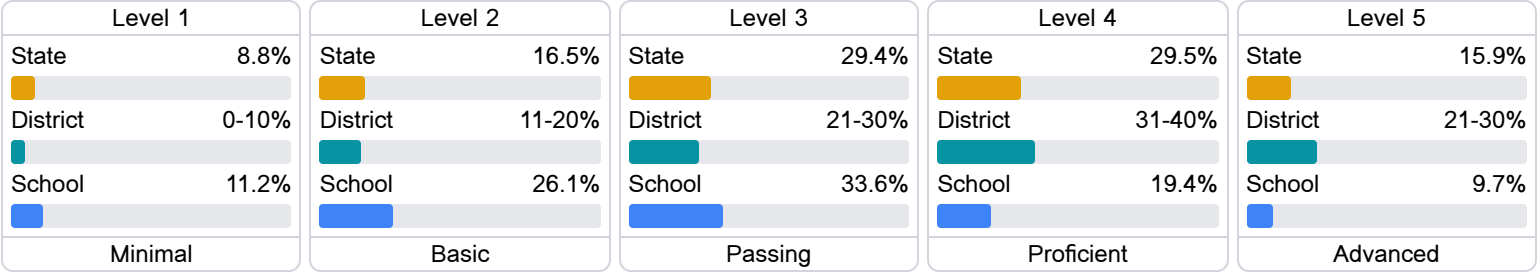 Level 1
State 8.8%
District 0-10%
School 11.2%
Minimal
Level 2
State 16.5%
District 11-20%
School 26.1%
Basic
Level 3
State 29.4%
District 21-30%
School 33.6%
Passing
Level 4
State 29.5%
District 31-40%
School 19.4%
Proficient
Level 5
State 15.9%
District 21-30%
School 9.7%
Advanced